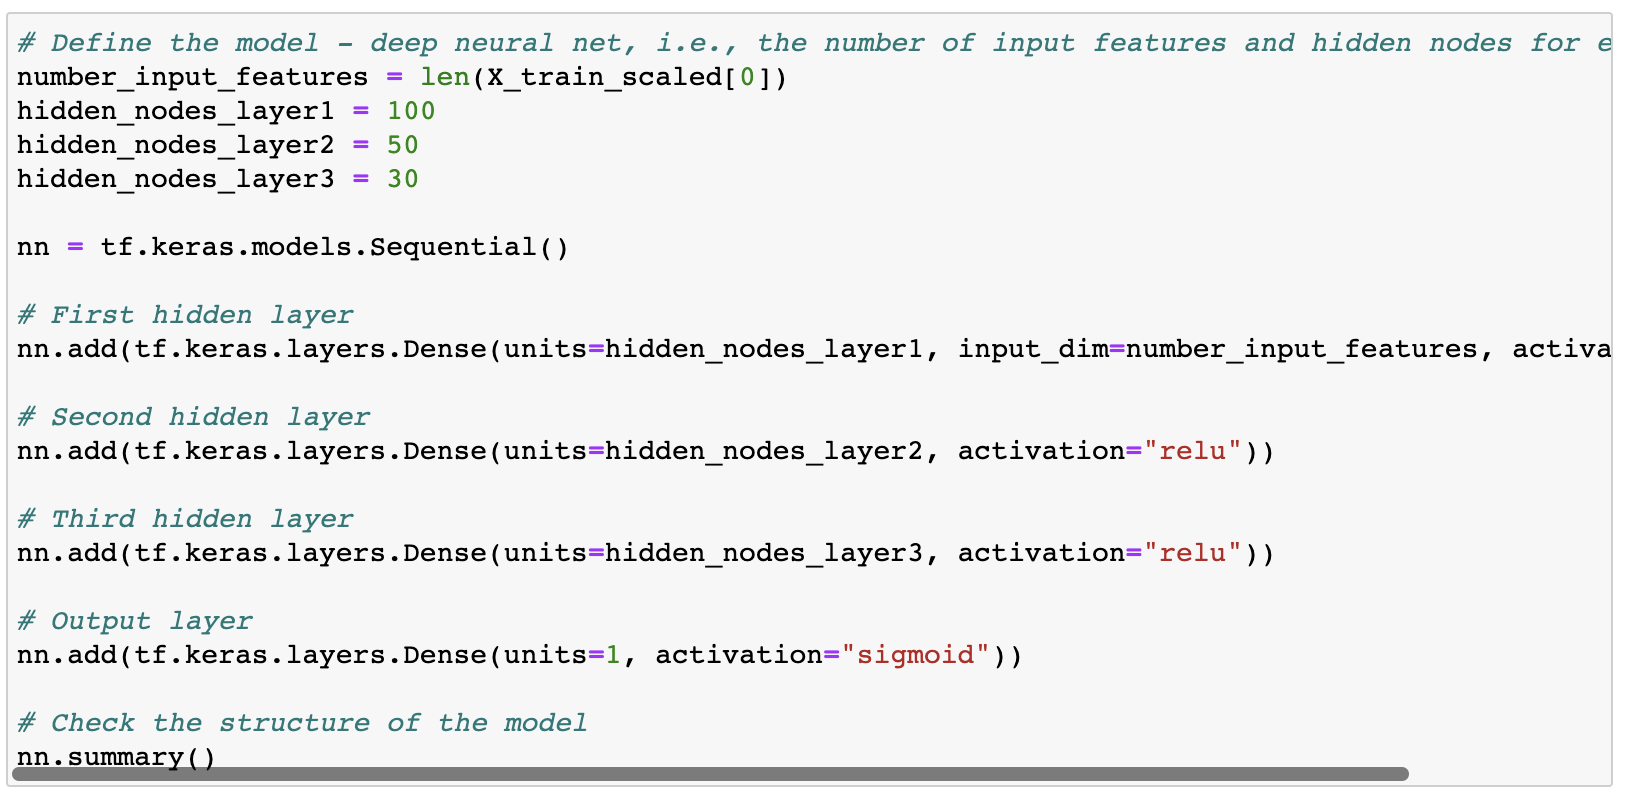 # Define the model - deep neural net, i.e., the number of input features and hidden nodes for e
number_input_features = len(X_train_scaled[0])
hidden_nodes_layer1 = 100
hidden_nodes_layer2 = 50
hidden_nodes_layer3 = 30
nn = tf.keras.models.Sequential()
# First hidden layer
nn.add(tf.keras.layers.Dense(units=hidden_nodes_layer1, input_dim=number_input_features, activa
# Second hidden layer
nn.add(tf.keras.layers.Dense(units=hidden_nodes_layer2, activation="relu"))
# Third hidden layer
nn.add(tf.keras.layers.Dense(units=hidden_nodes_layer3, activation="relu"))
# Output layer
nn.add(tf.keras.layers.Dense(units=1, activation="sigmoid"))
# Check the structure of the model
nn.summary()